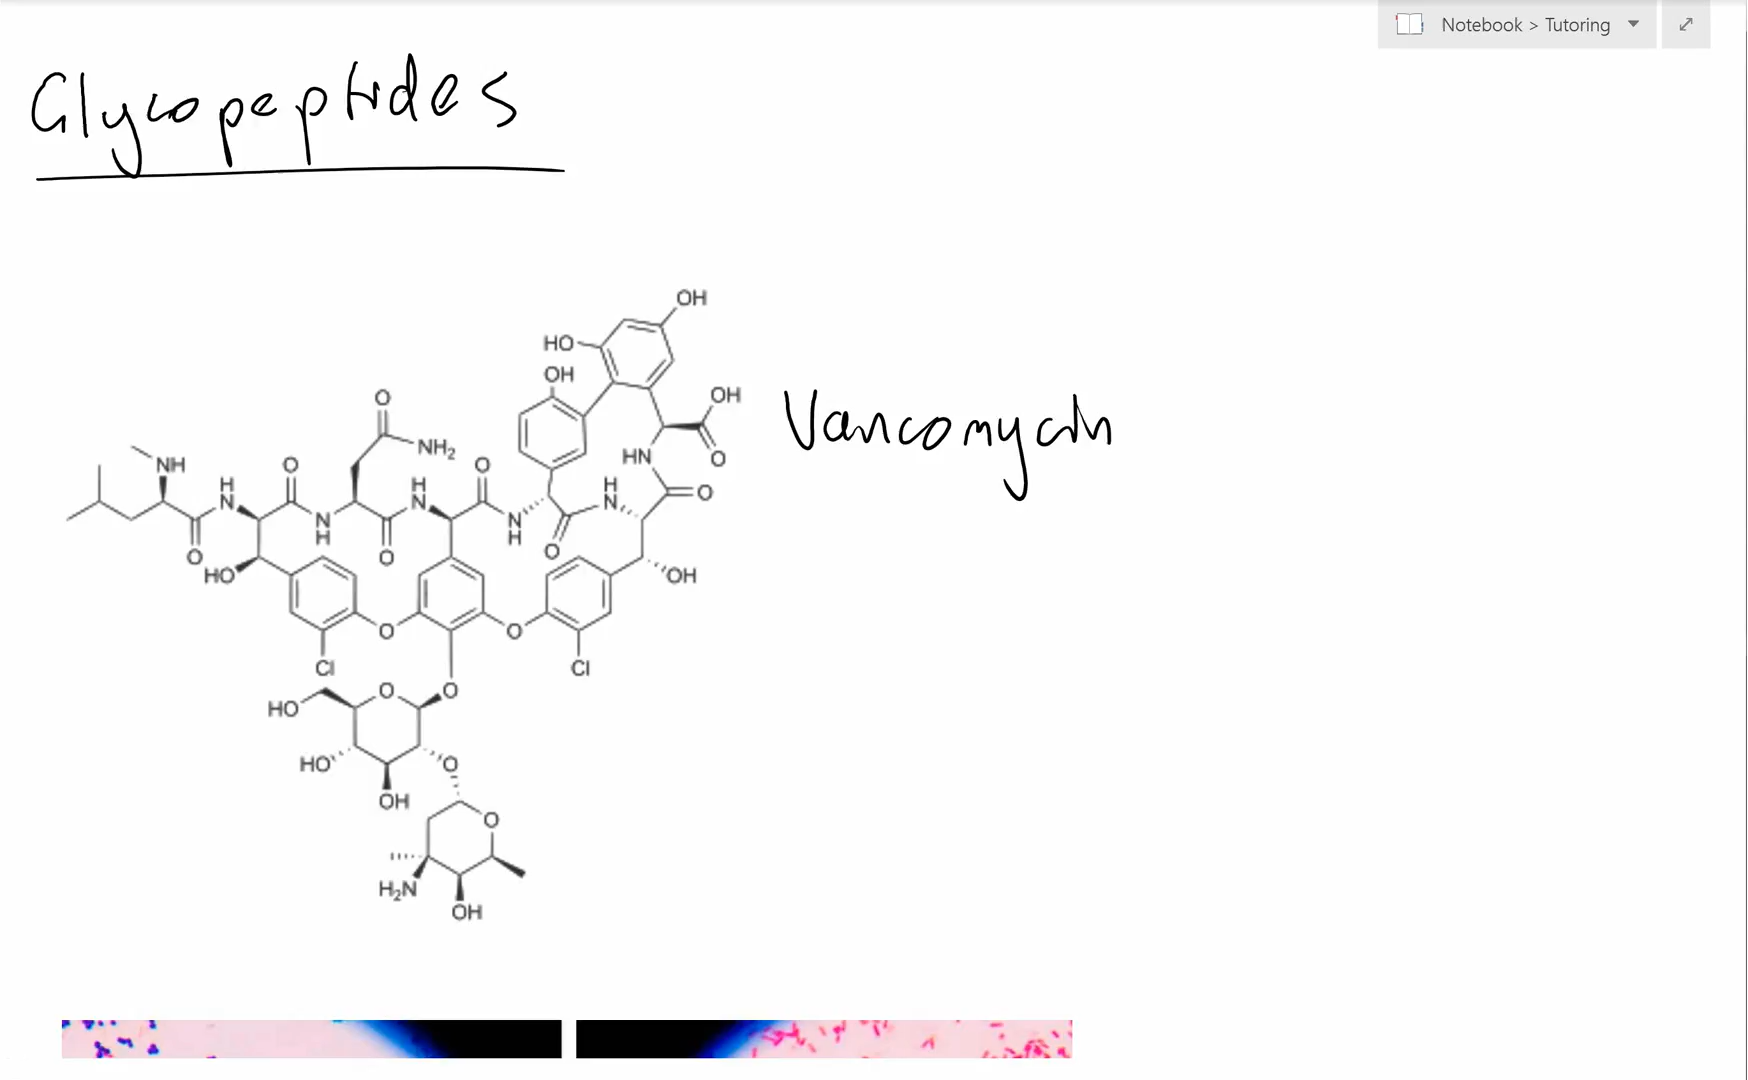 Notebook > Tutoring
Glycopeptides
OH
HO
OH
OH
O
O
NH2
HN
NH
O
O
H
N
H
N
H
N
O
N
H
N
H
O
O
O
O
HO
OH
O
O
Cl
Cl
O
O
HO
HO
O
OH
O
H2N
OH
Vancomycin